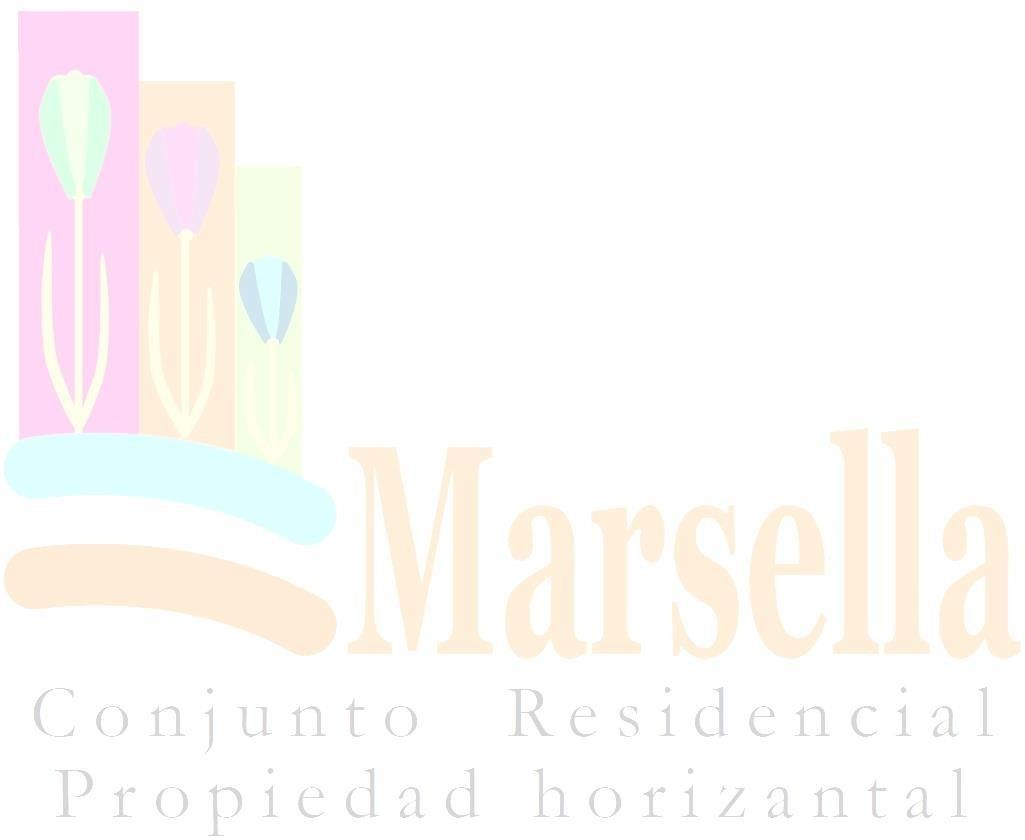 Marsella
Conjunto Residencial
Propiedad horizantal